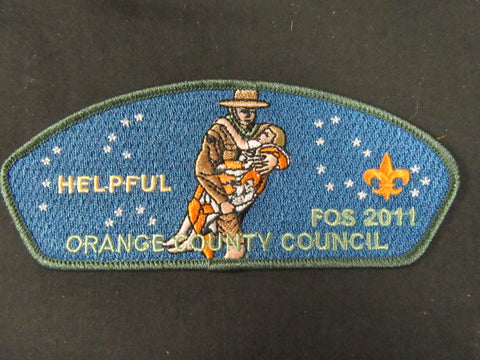 HELPFUL
FOS 2011
ORANGE COUNTY COUNCIL